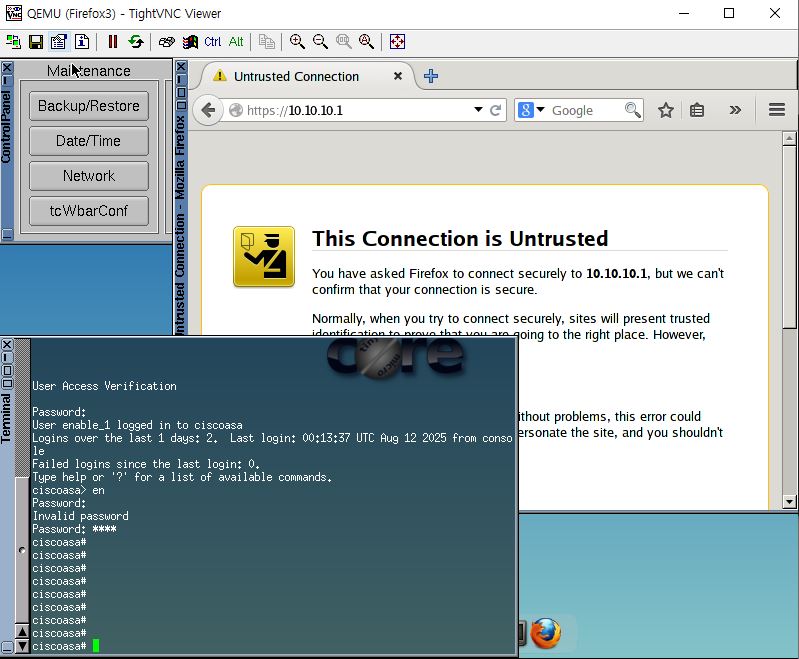 QEMU (Firefox3) - TightVNC Viewer
Ctrl Alt
ControlPanel
Maintenance
Backup/Restore
Date/Time
Network
tcWbarConf
Untrusted Connection - Mozilla Firefox
Untrusted Connection
https://10.10.10.1
8 Google
This Connection is Untrusted
You have asked Firefox to connect securely to 10.10.10.1, but we can't
confirm that your connection is secure.
Normally, when you try to connect securely, sites will present trusted
identification to prove that you are going to the right place. However,
ithout problems, this error could
personate the site, and you shouldn't
Terminal
core
tiny
micro
User Access Verification
Password:
User enable_1 logged in to ciscoasa
Logins over the last 1 days: 2.  Last login: 00:13:37 UTC Aug 12 2025 from conso
le
Failed logins since the last login: 0.
Type help or '?' for a list of available commands.
ciscoasa> en
Password:
Invalid password
Password: ****
ciscoasa#
ciscoasa#
ciscoasa#
ciscoasa#
ciscoasa#
ciscoasa#
ciscoasa#
ciscoasa#
ciscoasa#